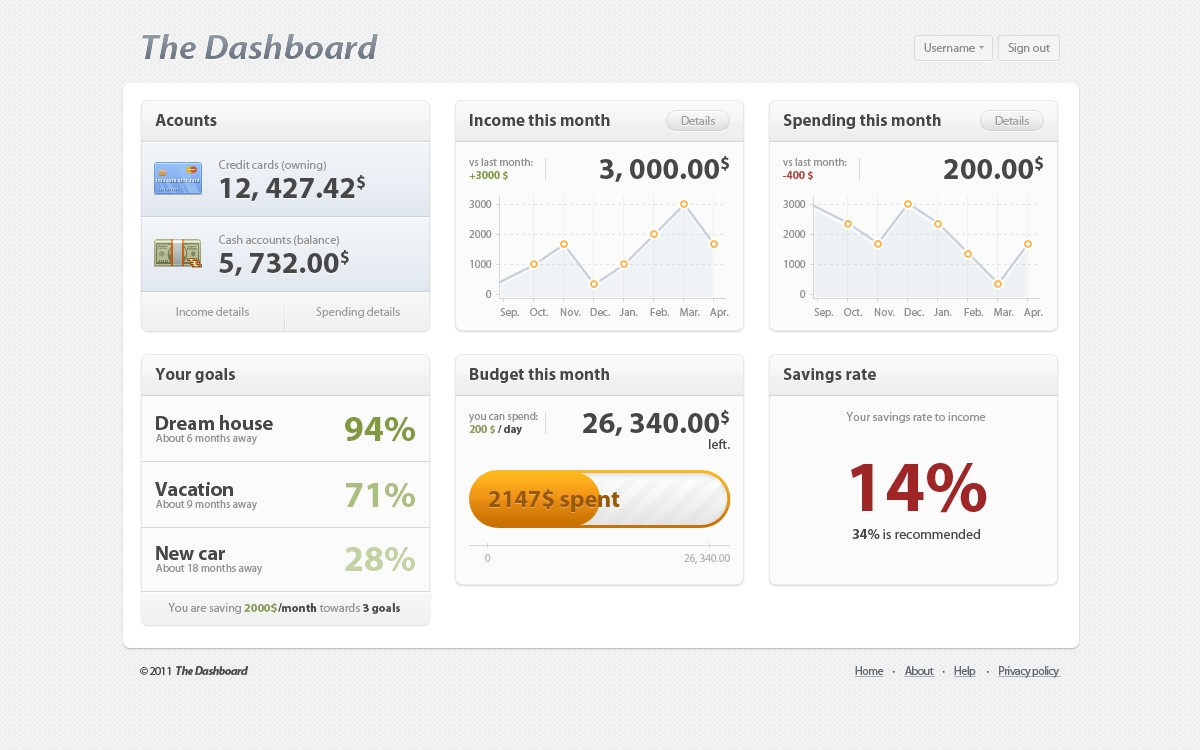 The Dashboard
Username
Sign out
Acounts
Credit cards (owning)
12, 427.42$
Cash accounts (balance)
5, 732.00$
Income details
Spending details
Income this month
Details
vs last month:
+3000 $
3, 000.00$
3000
2000
1000
0
Sep. Oct. Nov. Dec. Jan. Feb. Mar. Apr.
Spending this month
Details
vs last month:
-400 $
200.00$
3000
2000
1000
0
Sep. Oct. Nov. Dec. Jan. Feb. Mar. Apr.
Your goals
Dream house
About 6 months away
94%
Vacation
About 9 months away
71%
New car
About 18 months away
28%
You are saving 2000$/month towards 3 goals
Budget this month
you can spend:
200 $ / day
26, 340.00$
left.
2147$ spent
0
26, 340.00
Savings rate
Your savings rate to income
14%
34% is recommended
© 2011 The Dashboard
Home · About · Help · Privacy policy